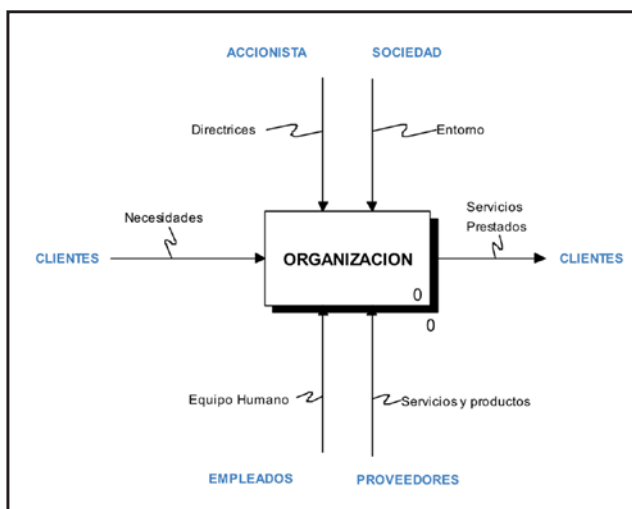 ACCIONISTA
SOCIEDAD
Directrices
Entorno
Necesidades
Servicios
Prestados
CLIENTES
ORGANIZACION
CLIENTES
0
0
Equipo Humano
Servicios y productos
EMPLEADOS
PROVEEDORES